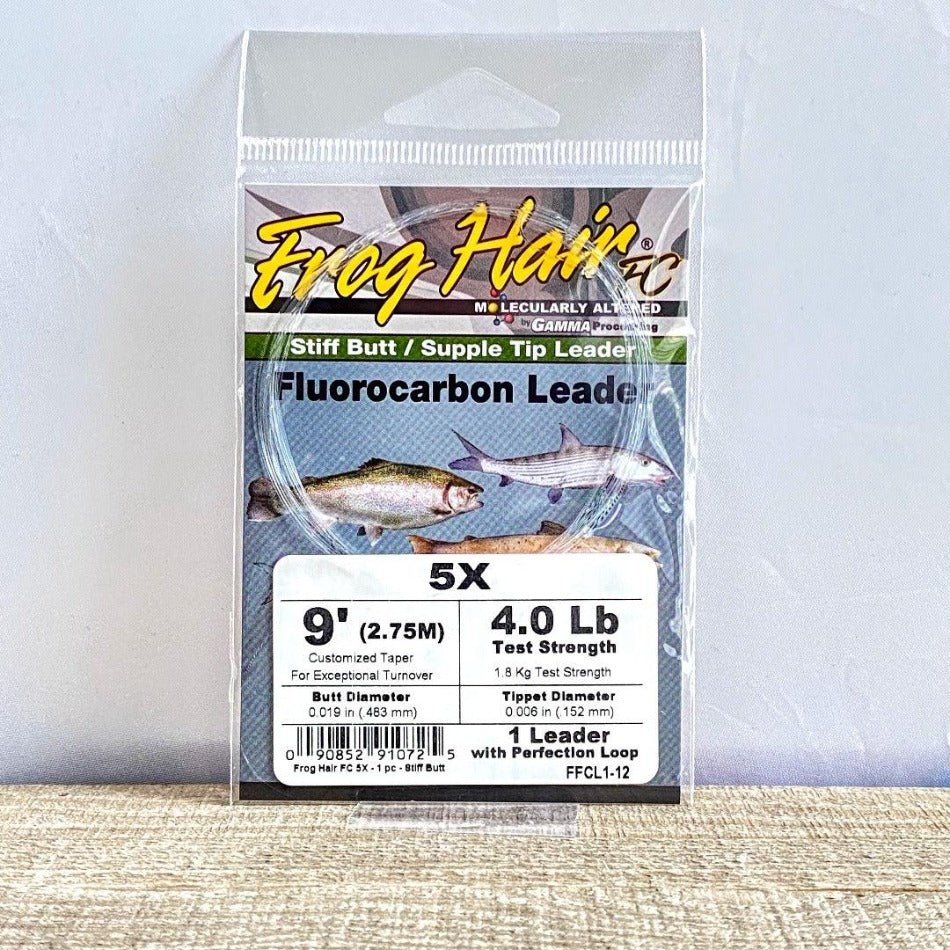 Frog Hair® FC
MOLECULARLY ALTERED
by GAMMA Processing
Stiff Butt / Supple Tip Leader
Fluorocarbon Leader
5X
9' (2.75M)
Customized Taper
For Exceptional Turnover
4.0 Lb
Test Strength
1.8 Kg Test Strength
Butt Diameter
0.019 in (.483 mm)
Tippet Diameter
0.006 in (.152 mm)
0 90852 91072 5
Frog Hair FC 5X - 1 pc - Stiff Butt
1 Leader
with Perfection Loop
FFCL1-12